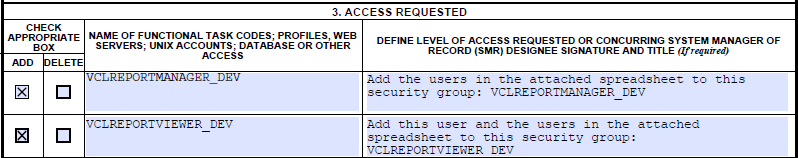 3. ACCESS REQUESTED
CHECK
APPROPRIATE
BOX
NAME OF FUNCTIONAL TASK CODES; PROFILES, WEB
SERVERS; UNIX ACCOUNTS; DATABASE OR OTHER
ACCESS
DEFINE LEVEL OF ACCESS REQUESTED OR CONCURRING SYSTEM MANAGER OF
RECORD (SMR) DESIGNEE SIGNATURE AND TITLE (If required)
ADD DELETE
VCLREPORTMANAGER_DEV
Add the users in the attached spreadsheet to this
security group: VCLREPORTMANAGER_DEV
VCLREPORTVIEWER_DEV
Add this user and the users in the attached
spreadsheet to this security group:
VCLREPORTVIEWER DEV